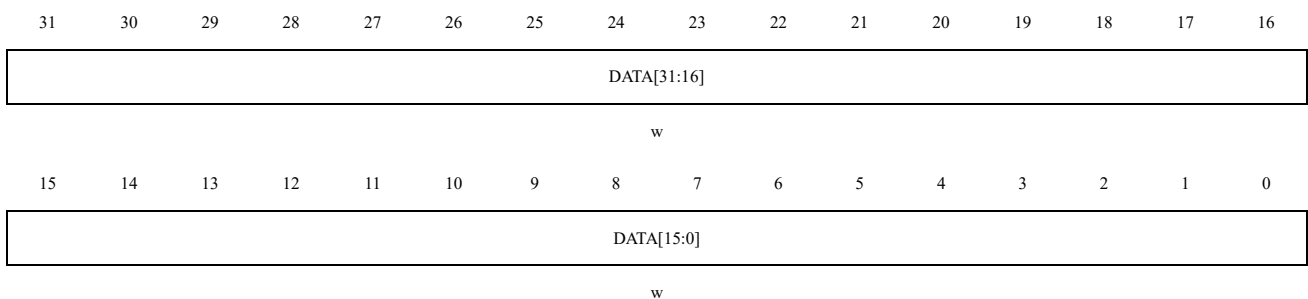 31 30 29 28 27 26 25 24 23 22 21 20 19 18 17 16
DATA[31:16]
w
15 14 13 12 11 10 9 8 7 6 5 4 3 2 1 0
DATA[15:0]
w